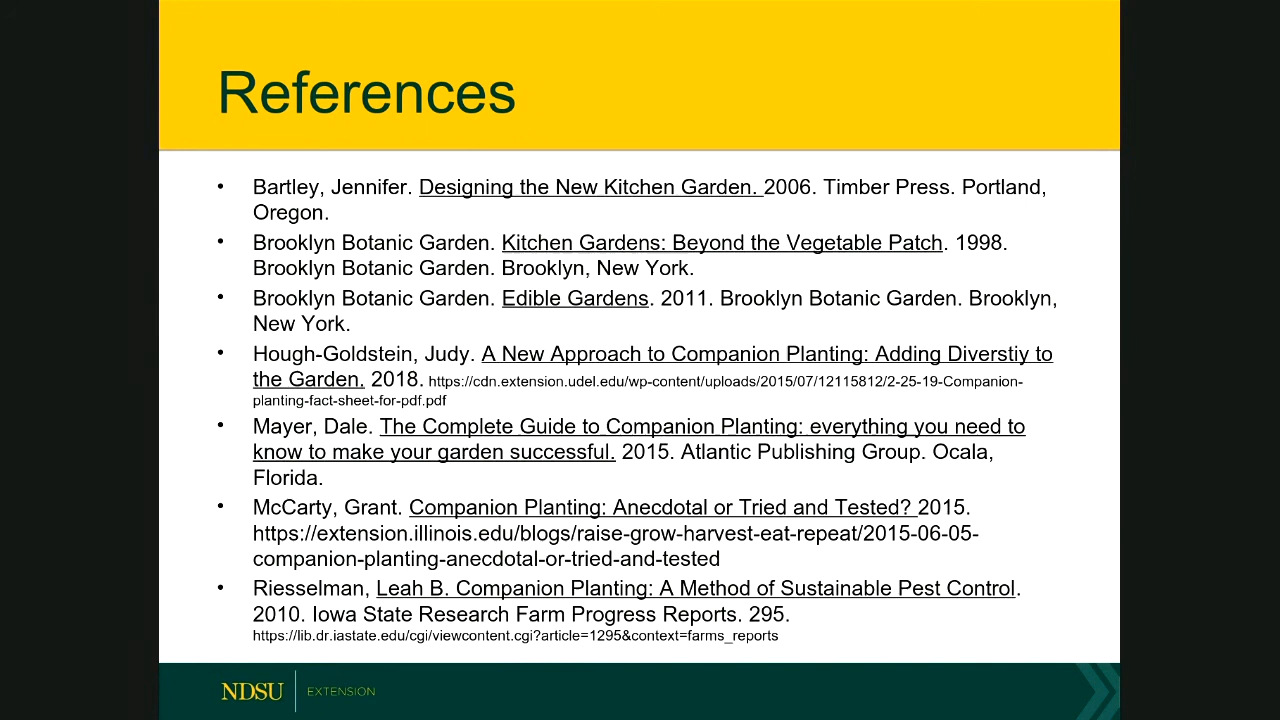 References
• Bartley, Jennifer. Designing the New Kitchen Garden. 2006. Timber Press. Portland,
Oregon.
• Brooklyn Botanic Garden. Kitchen Gardens: Beyond the Vegetable Patch. 1998.
Brooklyn Botanic Garden. Brooklyn, New York.
• Brooklyn Botanic Garden. Edible Gardens. 2011. Brooklyn Botanic Garden. Brooklyn,
New York.
• Hough-Goldstein, Judy. A New Approach to Companion Planting: Adding Diverstiy to
the Garden. 2018. https://cdn.extension.udel.edu/wp-content/uploads/2015/07/12115812/2-25-19-Companion-
planting-fact-sheet-for-pdf.pdf
• Mayer, Dale. The Complete Guide to Companion Planting: everything you need to
know to make your garden successful. 2015. Atlantic Publishing Group. Ocala,
Florida.
• McCarty, Grant. Companion Planting: Anecdotal or Tried and Tested? 2015.
https://extension.illinois.edu/blogs/raise-grow-harvest-eat-repeat/2015-06-05-
companion-planting-anecdotal-or-tried-and-tested
• Riesselman, Leah B. Companion Planting: A Method of Sustainable Pest Control.
2010. Iowa State Research Farm Progress Reports. 295.
https://lib.dr.iastate.edu/cgi/viewcontent.cgi?article=1295&context=farms_reports
NDSU EXTENSION